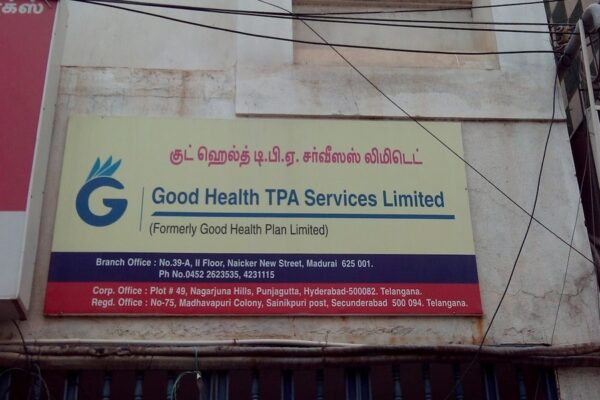 க்ஸ்
குட் ஹெல்த் டி.பி.ஏ. சர்வீஸஸ் லிமிடெட்
G
Good Health TPA Services Limited
(Formerly Good Health Plan Limited)
Branch Office : No.39-A, II Floor, Naicker New Street, Madurai 625 001.
Ph No.0452 2623535, 4231115
Corp. Office : Plot # 49, Nagarjuna Hills, Punjagutta, Hyderabad-500082. Telangana.
Regd. Office : No-75, Madhavapuri Colony, Sainikpuri post, Secunderabad 500 094. Telangana.